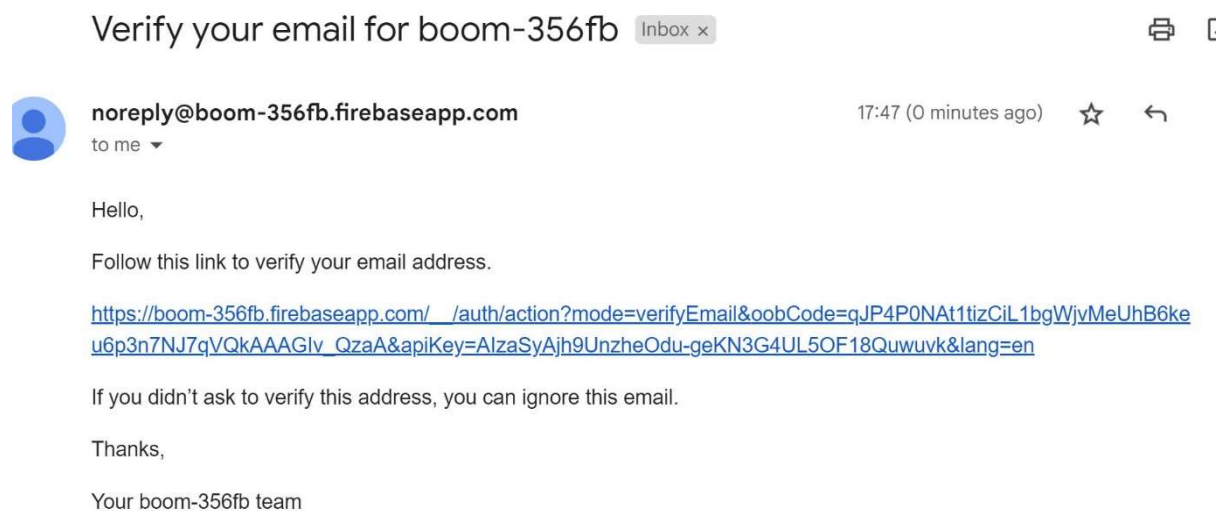 Verify your email for boom-356fb Inbox ×
noreply@boom-356fb.firebaseapp.com 17:47 (0 minutes ago)
to me
Hello,
Follow this link to verify your email address.
https://boom-356fb.firebaseapp.com/__/auth/action?mode=verifyEmail&oobCode=qJP4P0NAt1tizCiL1bgWjvMeUhB6ke
u6p3n7NJ7qVQkAAAGIv_QzaA&apiKey=AIzaSyAjh9UnzheOdu-geKN3G4UL5OF18Quwuvk&lang=en
If you didn’t ask to verify this address, you can ignore this email.
Thanks,
Your boom-356fb team